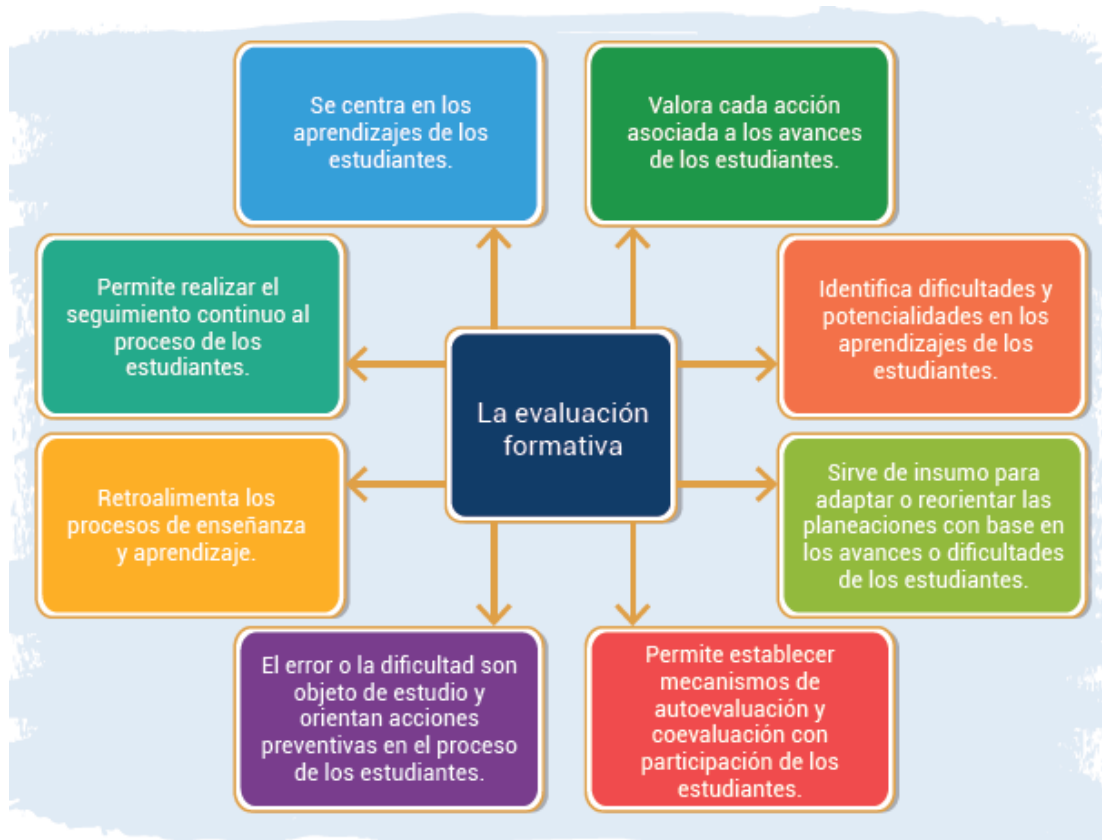 Se centra en los
aprendizajes de los
estudiantes.
Valora cada acción
asociada a los avances
de los estudiantes.
Permite realizar el
seguimiento continuo al
proceso de los
estudiantes.
Identifica dificultades y
potencialidades en los
aprendizajes de los
estudiantes.
La evaluación
formativa
Retroalimenta los
procesos de enseñanza
y aprendizaje.
Sirve de insumo para
adaptar o reorientar las
planeaciones con base en
los avances o dificultades
de los estudiantes.
El error o la dificultad son
objeto de estudio y
orientan acciones
preventivas en el proceso
de los estudiantes.
Permite establecer
mecanismos de
autoevaluación y
coevaluación con
participación de los
estudiantes.